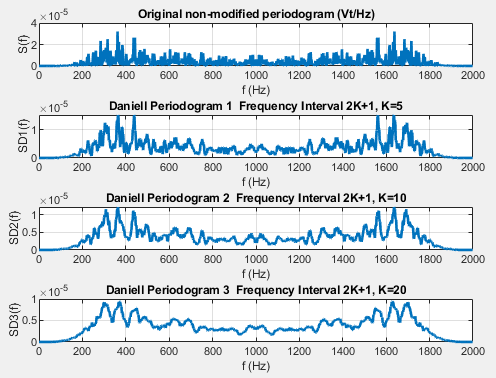 Original non-modified periodogram (Vt/Hz)
×10⁻⁵
4
2
0
S(f)
0 200 400 600 800 1000 1200 1400 1600 1800 2000
f (Hz)
Daniell Periodogram 1 Frequency Interval 2K+1, K=5
×10⁻⁵
1
0
SD1(f)
0 200 400 600 800 1000 1200 1400 1600 1800 2000
f (Hz)
Daniell Periodogram 2 Frequency Interval 2K+1, K=10
×10⁻⁵
1
0.5
0
SD2(f)
0 200 400 600 800 1000 1200 1400 1600 1800 2000
f (Hz)
Daniell Periodogram 3 Frequency Interval 2K+1, K=20
×10⁻⁵
1
0.5
0
SD3(f)
0 200 400 600 800 1000 1200 1400 1600 1800 2000
f (Hz)